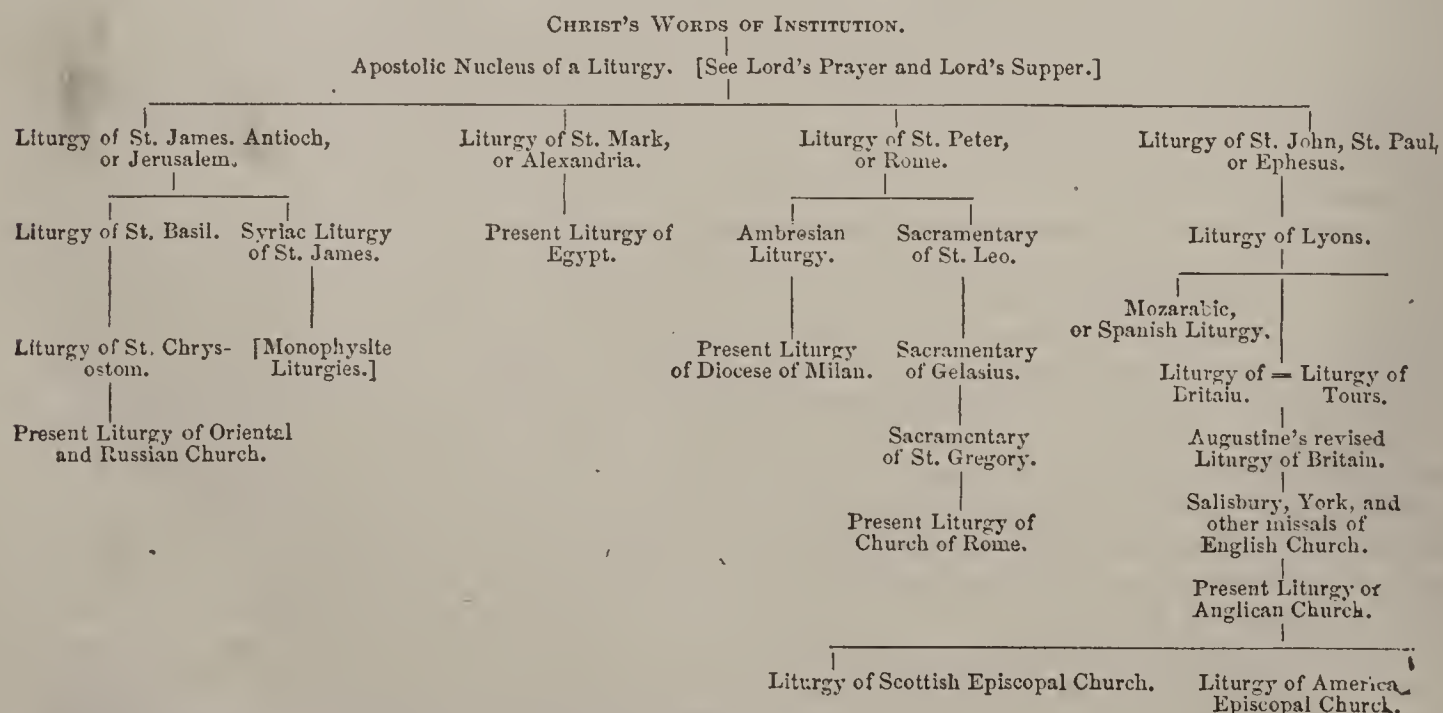 CHRIST'S WORDS OF INSTITUTION.
Apostolic Nucleus of a Liturgy. [See Lord's Prayer and Lord's Supper.]
Liturgy of St. James. Antioch,
or Jerusalem.
Liturgy of St. Mark,
or Alexandria.
Liturgy of St. Peter,
or Rome.
Liturgy of St. John, St. Paul,
or Ephesus.
Liturgy of St. Basil.
Syriac Liturgy
of St. James.
Present Liturgy of
Egypt.
Ambrosian
Liturgy.
Sacramentary
of St. Leo.
Liturgy of Lyons.
Mozarabic,
or Spanish Liturgy.
Liturgy of St. Chrys-
ostom.
[Monophysite
Liturgies.]
Present Liturgy
of Diocese of Milan.
Sacramentary
of Gelasius.
Liturgy of = Liturgy of
Britain. Tours.
Present Liturgy of Oriental
and Russian Church.
Sacramentary
of St. Gregory.
Augustine's revised
Liturgy of Britain.
Present Liturgy of
Church of Rome.
Salisbury, York, and
other missals of
English Church.
Present Liturgy of
Anglican Church.
Liturgy of Scottish Episcopal Church.
Liturgy of America
Episcopal Church.